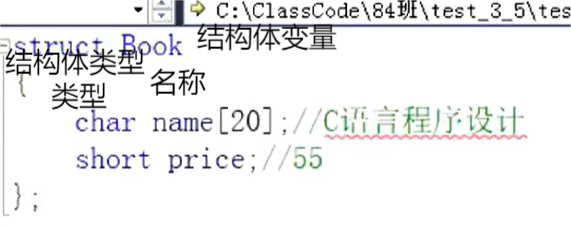 C:\ClassCode\84班\test_3_5\tes
struct Book 结构体变量
结构体类型
{ 类型 名称
char name[20];//C语言程序设计
short price;//55
};